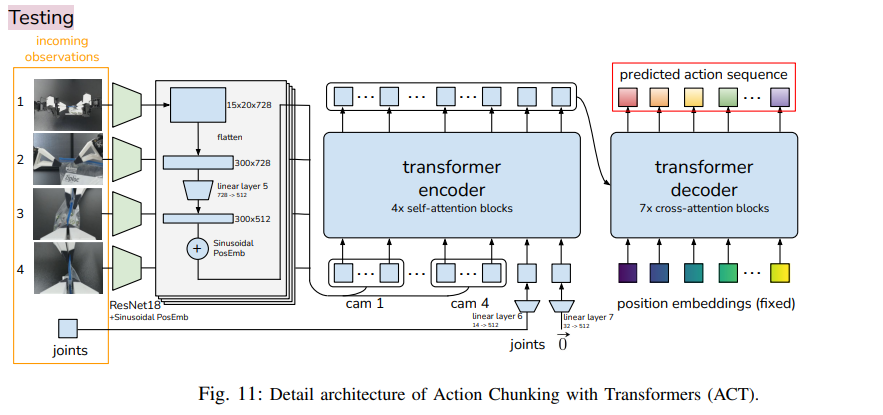 Testing
incoming
observations
1
2
3
4
joints
ResNet18
+Sinusoidal PosEmb
15x20x728
flatten
300x728
linear layer 5
728 -> 512
300x512
+
Sinusoidal
PosEmb
transformer
encoder
4x self-attention blocks
cam 1
cam 4
linear layer 6
14 -> 512
joints
linear layer 7
32 -> 512
0
predicted action sequence
transformer
decoder
7x cross-attention blocks
position embeddings (fixed)
Fig. 11: Detail architecture of Action Chunking with Transformers (ACT).